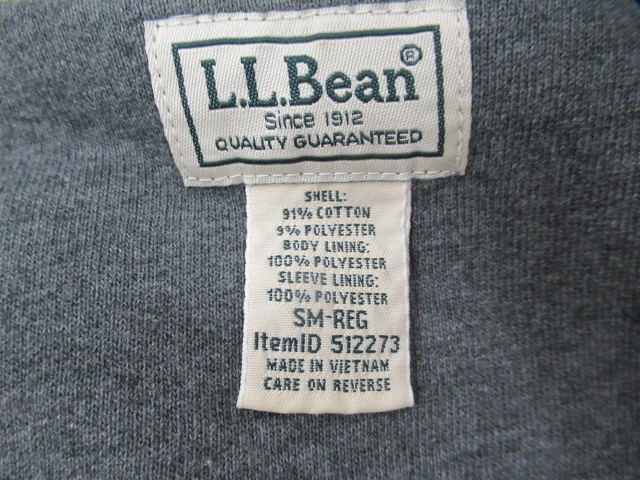 L.L.Bean®
Since 1912
QUALITY GUARANTEED
SHELL:
91% COTTON
9% POLYESTER
BODY LINING:
100% POLYESTER
SLEEVE LINING:
100% POLYESTER
SM-REG
ItemID 512273
MADE IN VIETNAM
CARE ON REVERSE